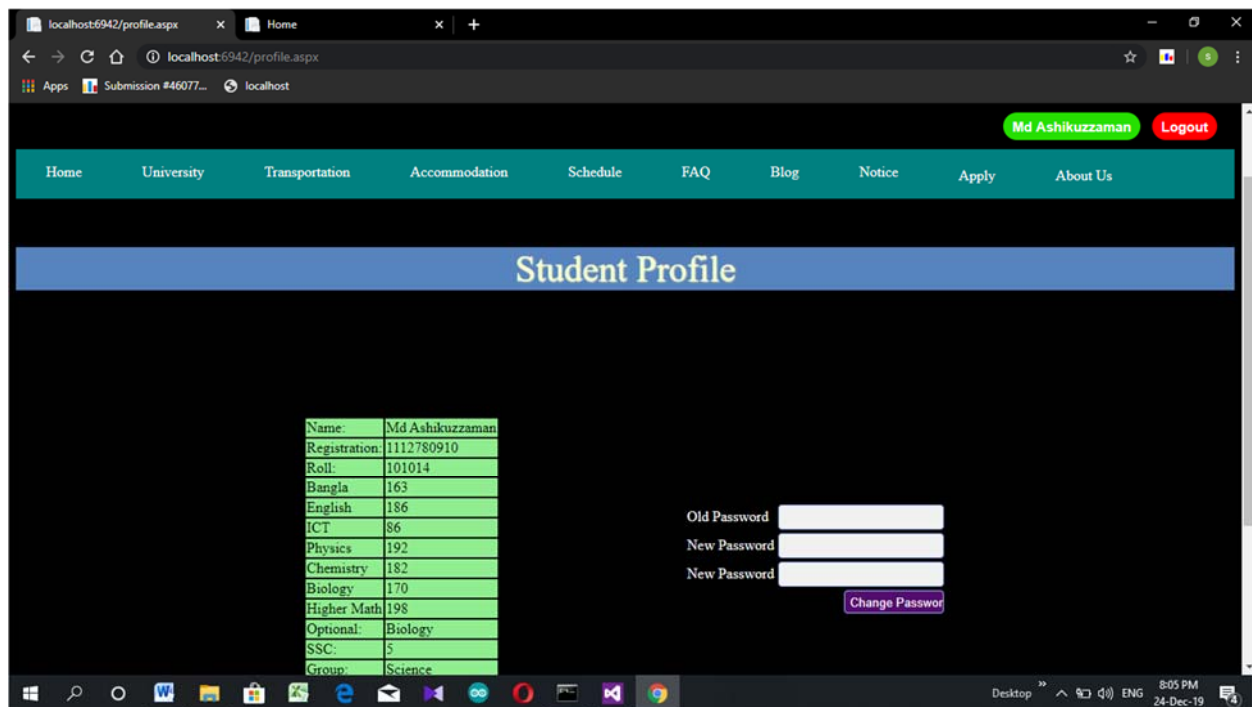 localhost:6942/profile.aspx Home
localhost:6942/profile.aspx
Apps Submission #46077... localhost
Md Ashikuzzaman Logout
Home University Transportation Accommodation Schedule FAQ Blog Notice Apply About Us
Student Profile
Name: Md Ashikuzzaman
Registration: 1112780910
Roll: 101014
Bangla 163
English 186
ICT 86
Physics 192
Chemistry 182
Biology 170
Higher Math 198
Optional: Biology
SSC: 5
Group: Science
Old Password
New Password
New Password
Change Passwor
Desktop ENG 8:05 PM
24-Dec-19